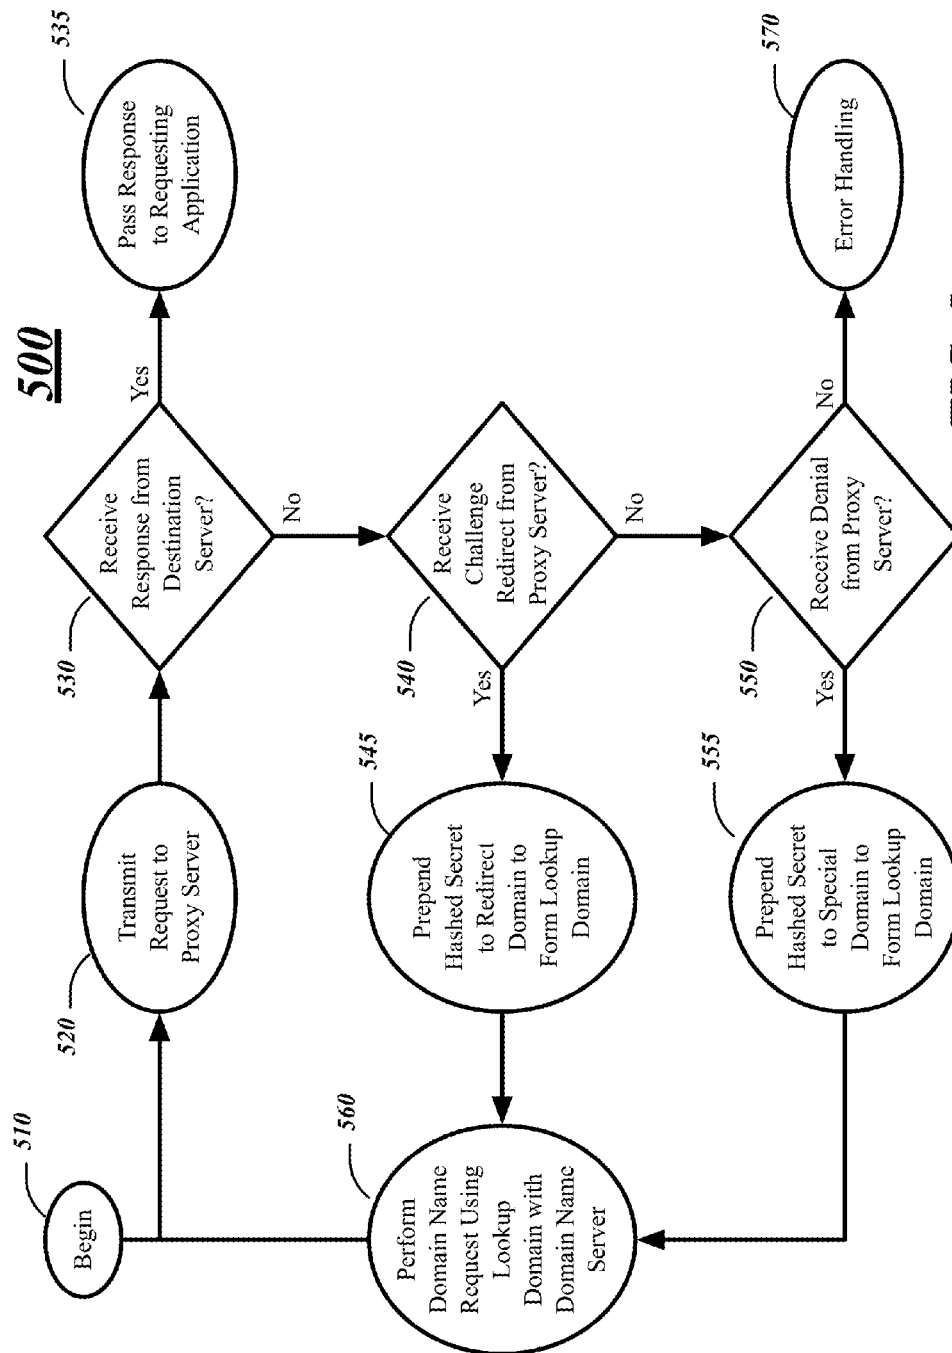 500
510
Begin
520
Transmit
Request to
Proxy Server
530
Receive
Response from
Destination
Server?
Yes
No
535
Pass Response
to Requesting
Application
540
Receive
Challenge
Redirect from
Proxy Server?
Yes
No
545
Prepend
Hashed Secret
to Redirect
Domain to
Form Lookup
Domain
550
Receive Denial
from Proxy
Server?
Yes
No
555
Prepend
Hashed Secret
to Special
Domain to
Form Lookup
Domain
560
Perform
Domain Name
Request Using
Lookup
Domain with
Domain Name
Server
570
Error Handling